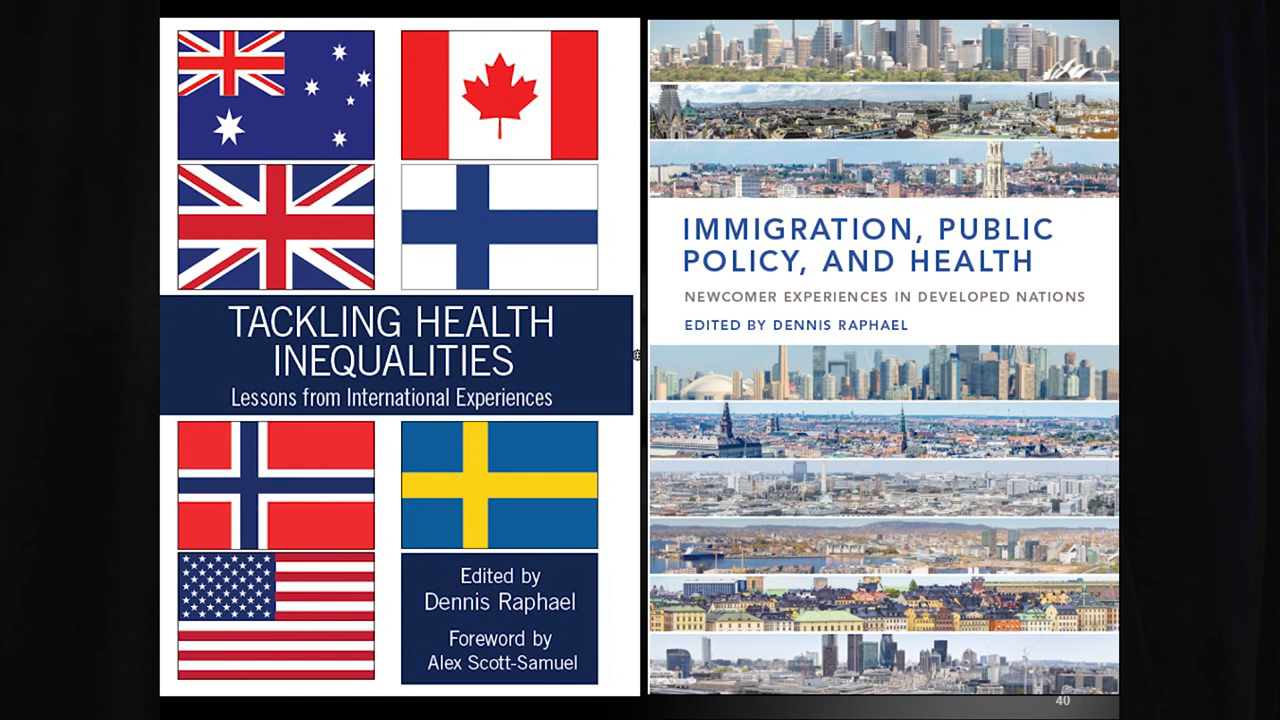 TACKLING HEALTH
INEQUALITIES
Lessons from International Experiences
Edited by
Dennis Raphael
Foreword by
Alex Scott-Samuel
IMMIGRATION, PUBLIC
POLICY, AND HEALTH
NEWCOMER EXPERIENCES IN DEVELOPED NATIONS
EDITED BY DENNIS RAPHAEL
40